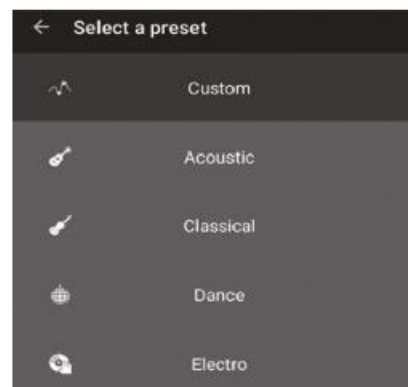 Select a preset
Custom
Acoustic
Classical
Dance
Electro